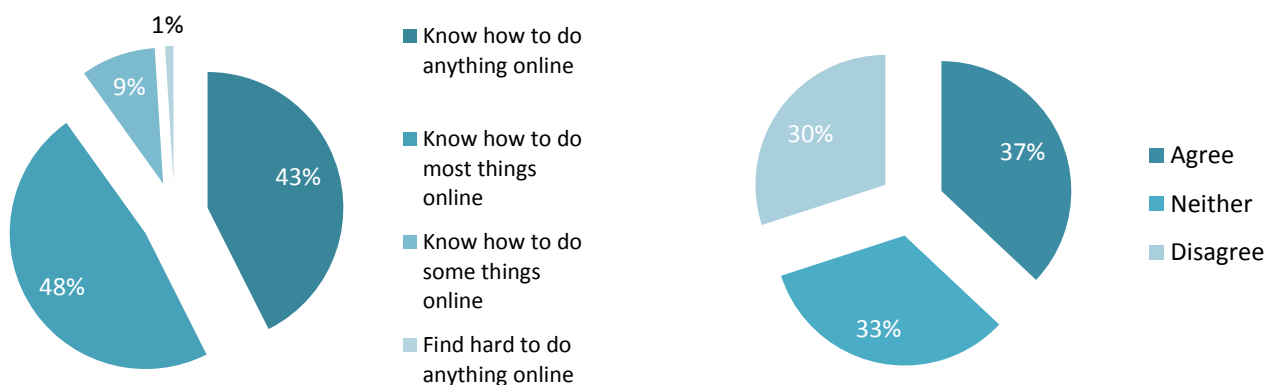 1%
9%
43%
48%
Know how to do
anything online
Know how to do
most things
online
Know how to do
some things
online
Find hard to do
anything online
30%
37%
33%
Agree
Neither
Disagree